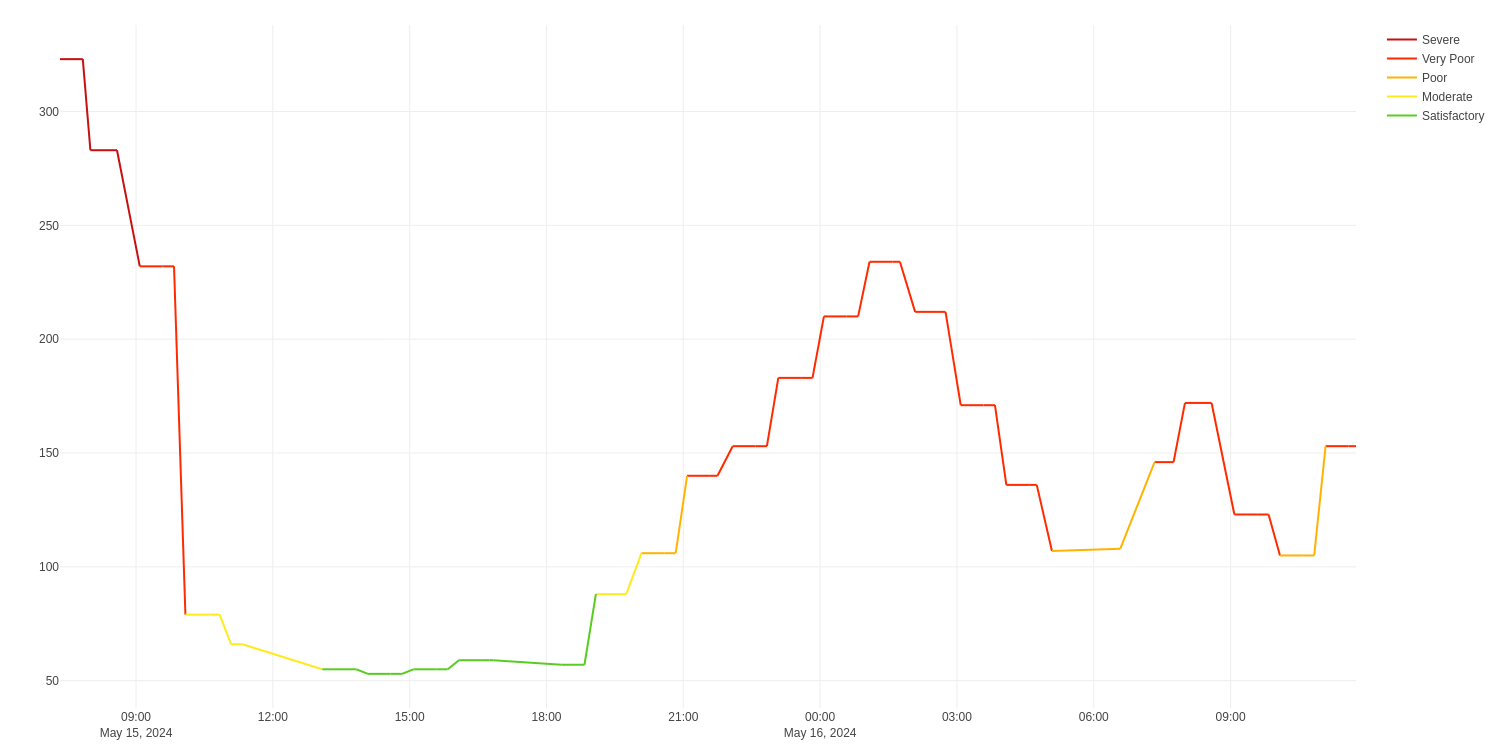 300
250
200
150
100
50
09:00
May 15, 2024
12:00
15:00
18:00
21:00
00:00
May 16, 2024
03:00
06:00
09:00
Severe
Very Poor
Poor
Moderate
Satisfactory